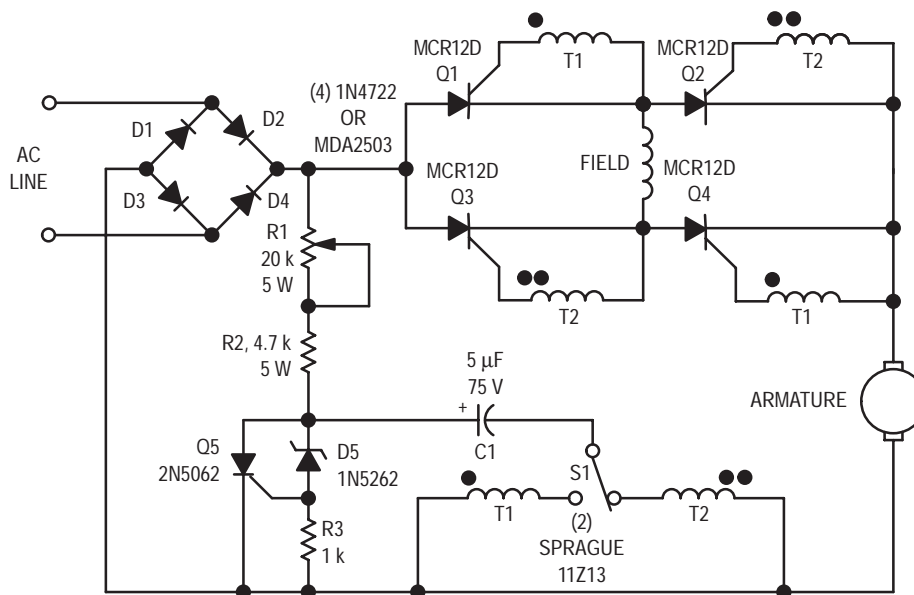 MCR12D
Q1
T1
MCR12D
Q2
T2
(4) 1N4722
OR
MDA2503
D1
D2
AC
LINE
D3
D4
MCR12D
Q3
FIELD
MCR12D
Q4
R1
20 k
5 W
T2
T1
R2, 4.7 k
5 W
5 μF
75 V
+
C1
ARMATURE
Q5
2N5062
D5
1N5262
S1
T1
T2
(2)
SPRAGUE
11Z13
R3
1 k